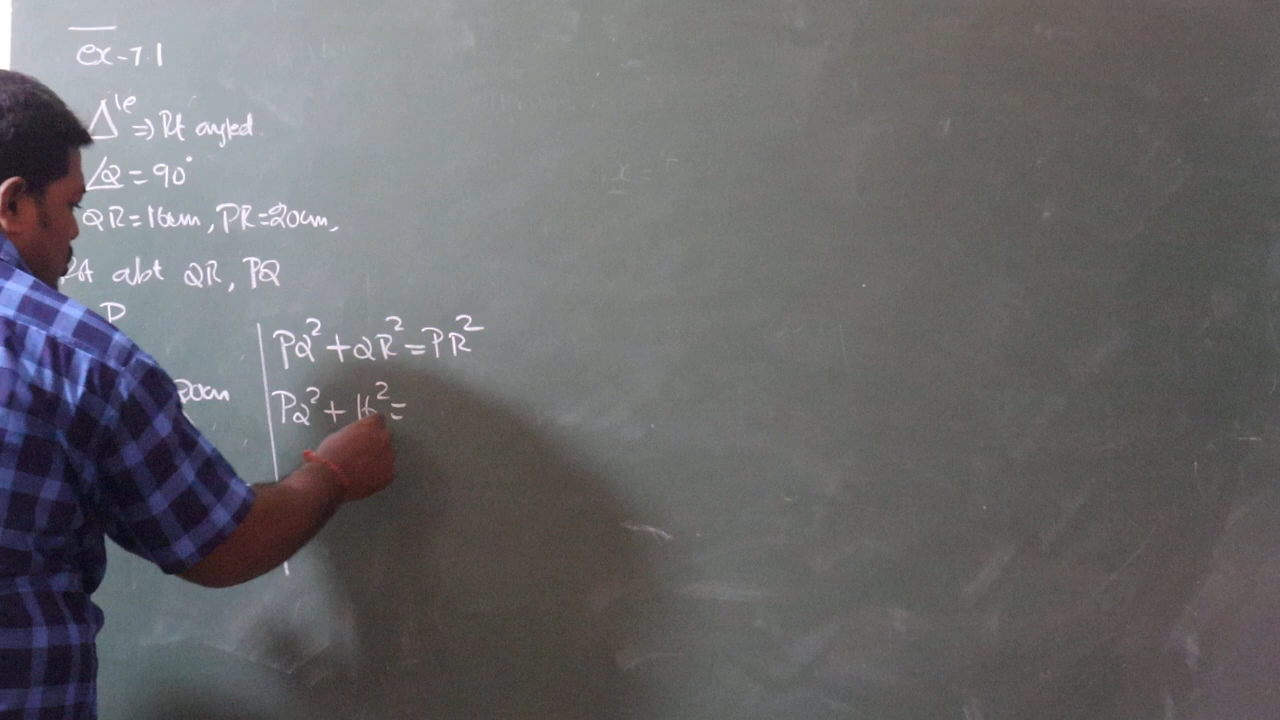 ex-7.1
Δle ⇒ Rt angled
∠Q = 90°
QR = 16cm, PR = 20cm,
abt QR, PQ
P
20cm
PQ² + QR² = PR²
PQ² + 16² =